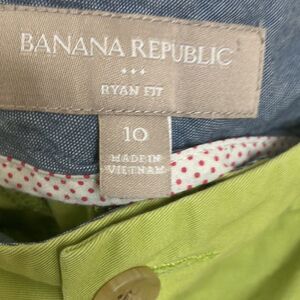 BANANA REPUBLIC
RYAN FIT
10
MADE IN
VIETNAM